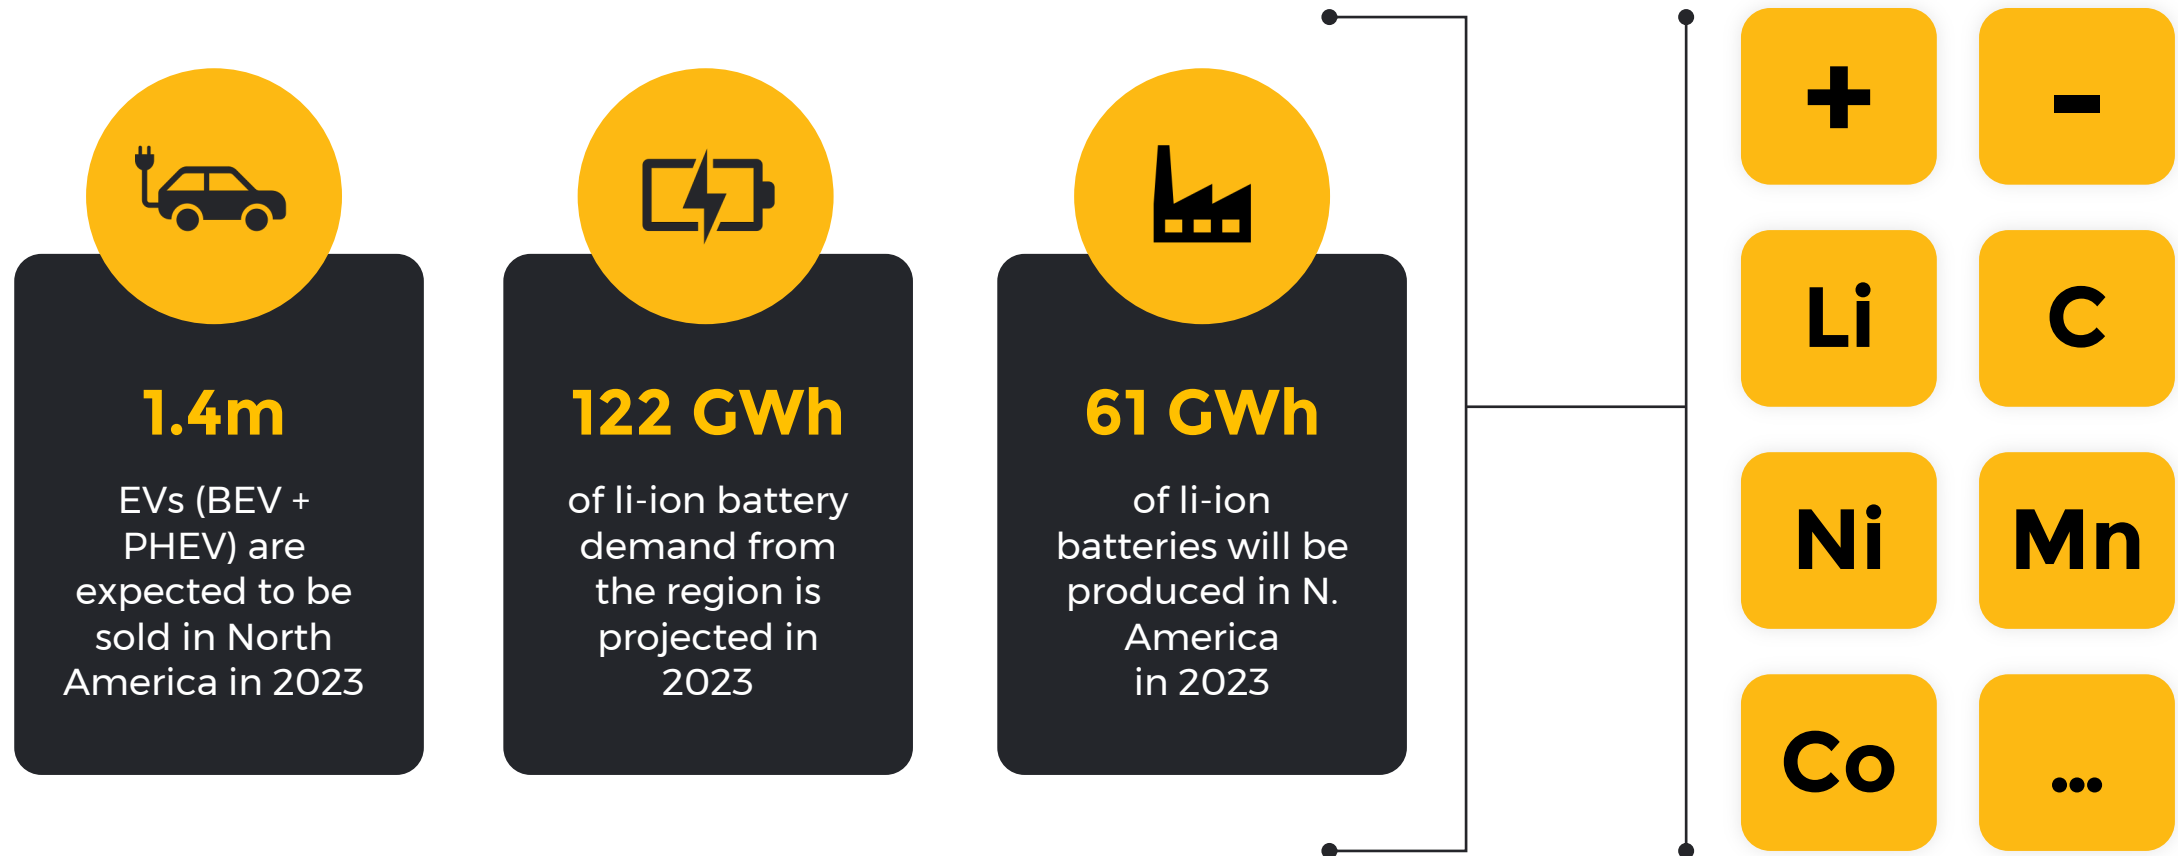 1.4m
EVs (BEV +
PHEV) are
expected to be
sold in North
America in 2023
122 GWh
of li-ion battery
demand from
the region is
projected in
2023
61 GWh
of li-ion
batteries will be
produced in N.
America
in 2023
+
-
Li
C
Ni
Mn
Co
...